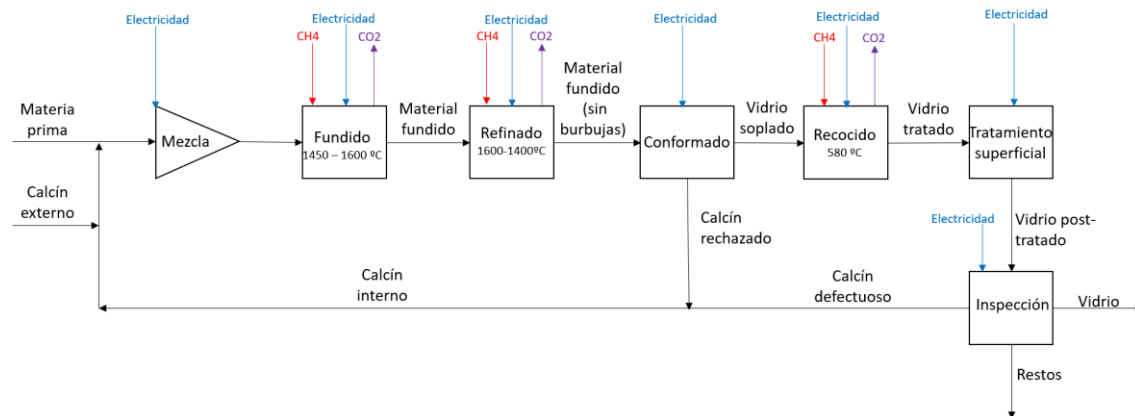 Electricidad
Electricidad
Electricidad
Electricidad
Electricidad
Electricidad
CH4
CO2
CH4
CO2
CH4
CO2
Materia
prima
Mezcla
Fundido
1450 – 1600 ºC
Material
fundido
Refinado
1600-1400ºC
Material
fundido
(sin
burbujas)
Conformado
Vidrio
soplado
Recocido
580 ºC
Vidrio
tratado
Tratamiento
superficial
Calcín
externo
Calcín
rechazado
Electricidad
Vidrio post-
tratado
Calcín
interno
Calcín
defectuoso
Inspección
Vidrio
Restos